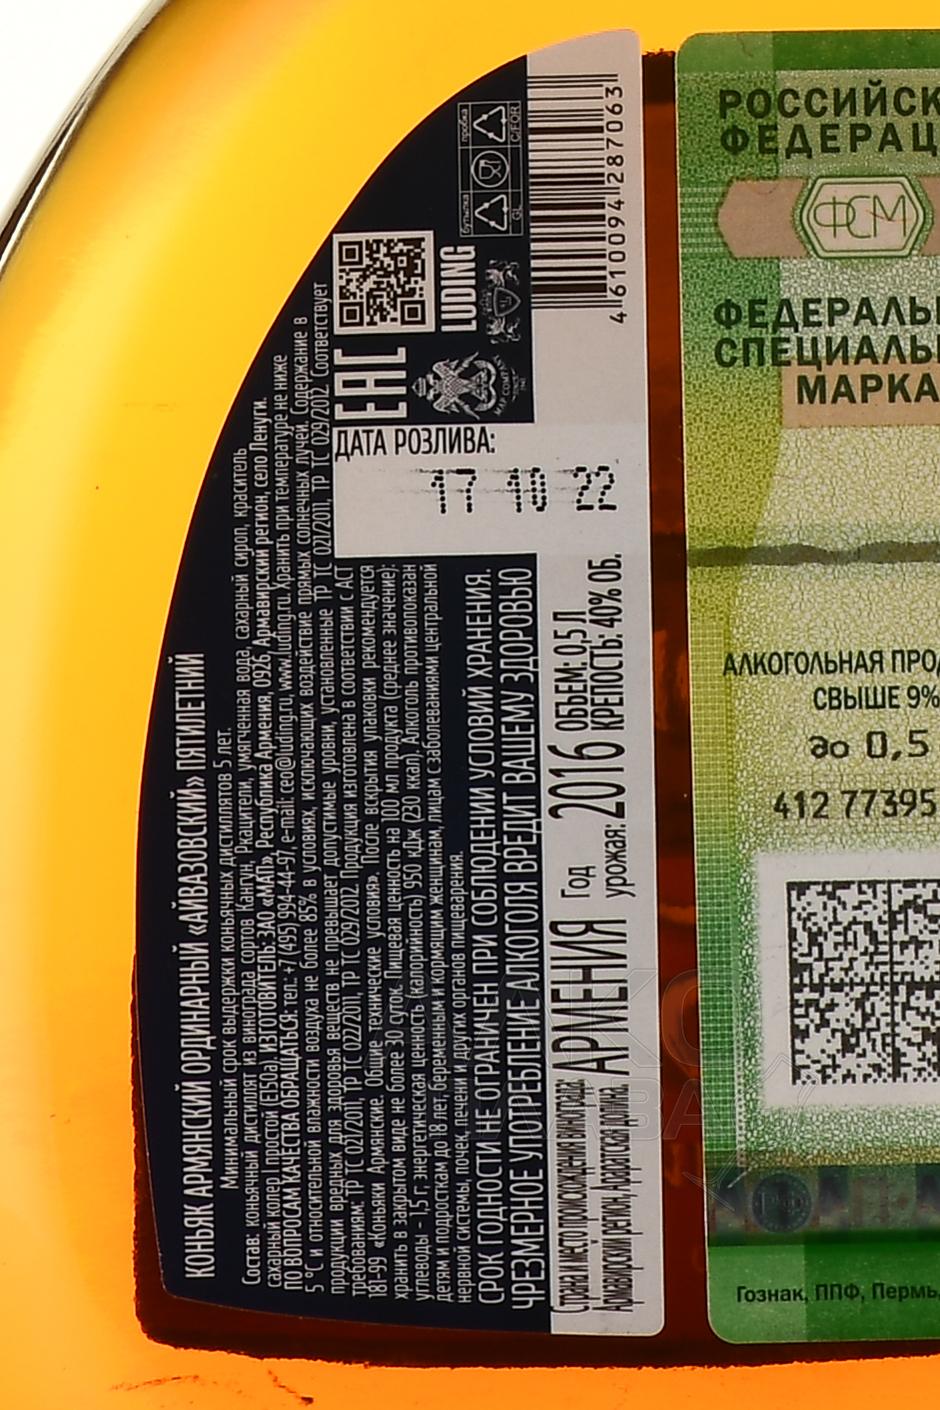 КОНЬЯК АРМЯНСКИЙ ОРДИНАРНЫЙ «АЙВАЗОВСКИЙ» ПЯТИЛЕТНИЙ
Минимальный срок выдержки коньячных дистиллятов 5 лет.
Состав: коньячный дистиллят из винограда сортов Кангун, Ркацители, умягченная вода, сахарный сироп, краситель
сахарный колер простой (Е150а). ИЗГОТОВИТЕЛЬ: ЗАО «МАП», Республика Армения, 0926, Армавирский регион, село Ленуги.
ПО ВОПРОСАМ КАЧЕСТВА ОБРАЩАТЬСЯ: тел.: +7 (495) 994-44-97, e-mail: ceo@luding.ru www.luding.ru. Хранить при температуре не ниже
5 °С и относительной влажности воздуха не более 85% в условиях, исключающих воздействие прямых солнечных лучей. Содержание в
продукции вредных для здоровья веществ не превышает допустимые уровни, установленные ТР ТС 021/2011, ТР ТС 029/2012. Соответствует
требованиям: ТР ТС 021/2011, ТР ТС 022/2011, ТР ТС 029/2012. Продукция изготовлена в соответствии с АСТ
181-99 «Коньяки Армянские. Общие технические условия». После вскрытия упаковки рекомендуется
хранить в закрытом виде не более 30 суток. Пищевая ценность на 100 мл продукта (среднее значение):
углеводы – 1,5 г; энергетическая ценность (калорийность) 950 кДж (230 ккал). Алкоголь противопоказан
детям и подросткам до 18 лет, беременным и кормящим женщинам, лицам с заболеваниями центральной
нервной системы, почек, печени и других органов пищеварения.
СРОК ГОДНОСТИ НЕ ОГРАНИЧЕН ПРИ СОБЛЮДЕНИИ УСЛОВИЙ ХРАНЕНИЯ.
ЧРЕЗМЕРНОЕ УПОТРЕБЛЕНИЕ АЛКОГОЛЯ ВРЕДИТ ВАШЕМУ ЗДОРОВЬЮ
Страна и место происхождения винограда:
Армавирский регион, Араратская долина.
АРМЕНИЯ
Год
урожая:
2016
ОБЪЕМ: 0,5 Л
КРЕПОСТЬ: 40% ОБ.
ДАТА РОЗЛИВА:
17 10 22
EAC
LUDING
бутылка
GL
пробка
C/FOR
4 610094 287063
РОССИЙСК
ФЕДЕРАЦ
ФСМ
ФЕДЕРАЛЬ
СПЕЦИАЛЬ
МАРКА
АЛКОГОЛЬНАЯ ПРО
СВЫШЕ 9%
до 0,5
412 77395
Гознак, ППФ, Пермь,